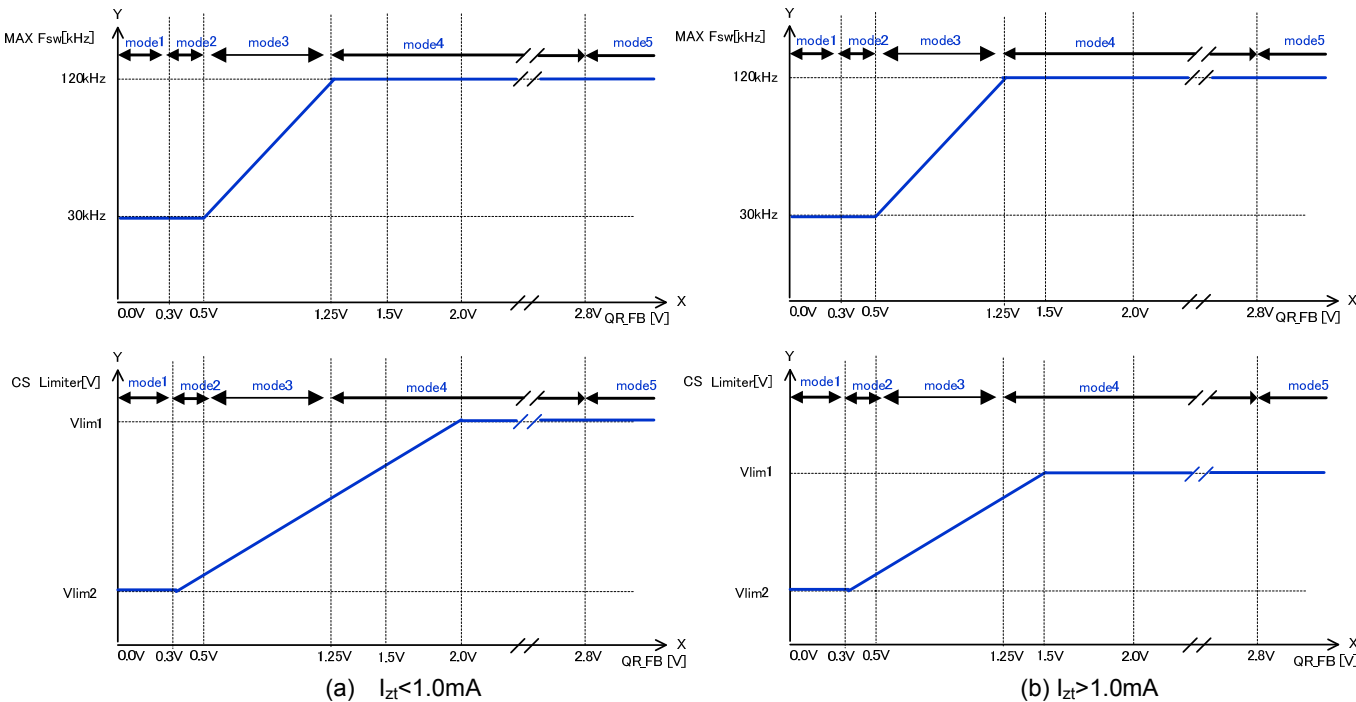 Y
MAX Fsw[kHz]
mode1
mode2
mode3
mode4
mode5
120kHz
30kHz
X
0.0V 0.3V 0.5V 1.25V 1.5V 2.0V 2.8V
QR_FB [V]
Y
MAX Fsw[kHz]
mode1
mode2
mode3
mode4
mode5
120kHz
30kHz
X
0.0V 0.3V 0.5V 1.25V 1.5V 2.0V 2.8V
QR_FB [V]
Y
CS Limiter[V]
mode1
mode2
mode3
mode4
mode5
Vlim1
Vlim2
X
0.0V 0.3V 0.5V 1.25V 1.5V 2.0V 2.8V
QR_FB [V]
(a) Izt<1.0mA
Y
CS Limiter[V]
mode1
mode2
mode3
mode4
mode5
Vlim1
Vlim2
X
0.0V 0.3V 0.5V 1.25V 1.5V 2.0V 2.8V
QR_FB [V]
(b) Izt>1.0mA